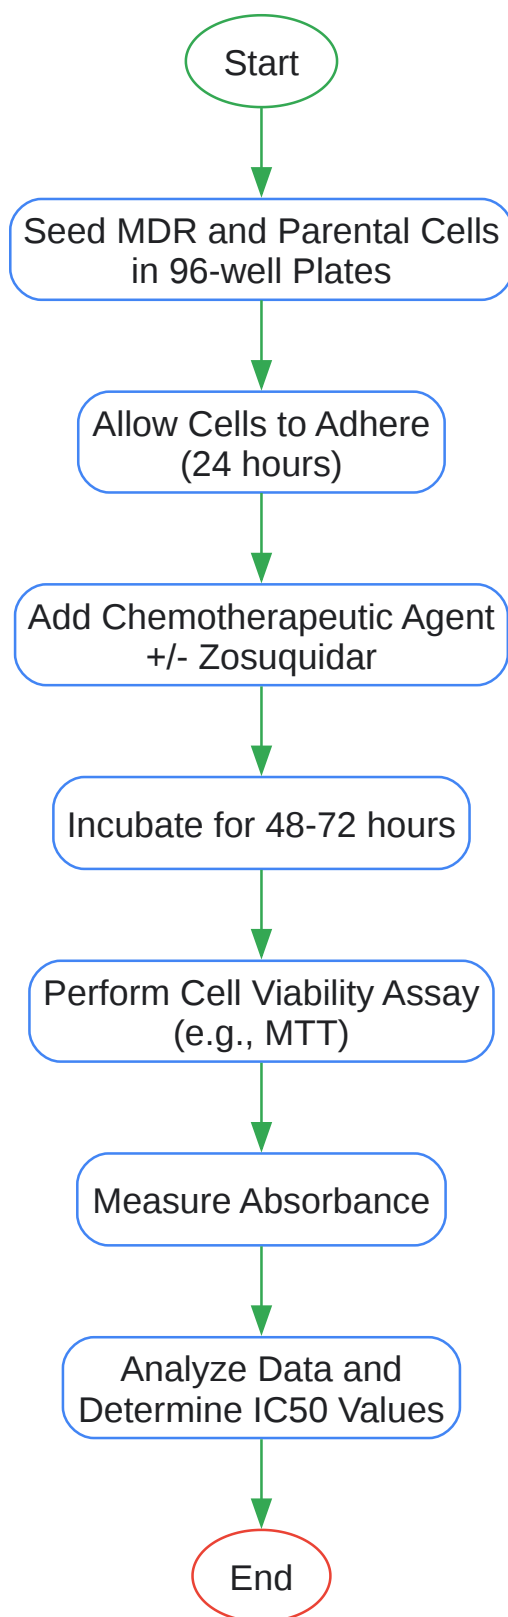 Start
Seed MDR and Parental Cells
in 96-well Plates
Allow Cells to Adhere
(24 hours)
Add Chemotherapeutic Agent
+/- Zosuquidar
Incubate for 48-72 hours
Perform Cell Viability Assay
(e.g., MTT)
Measure Absorbance
Analyze Data and
Determine IC50 Values
End